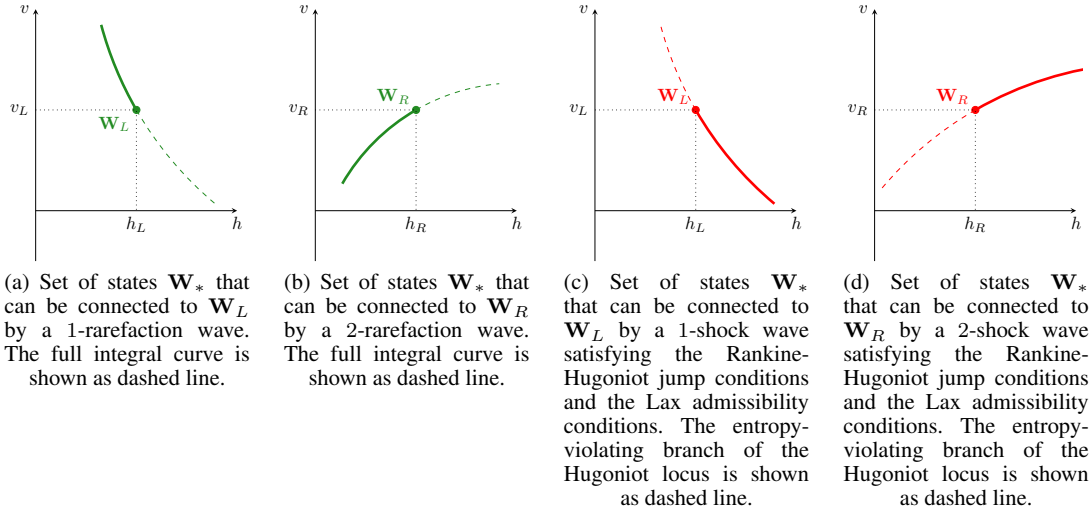 v
v_L
W_L
h_L
h
v
v_R
W_R
h_R
h
v
v_L
W_L
h_L
h
v
v_R
W_R
h_R
h
(a) Set of states W∗ that
can be connected to W_L
by a 1-rarefaction wave.
The full integral curve is
shown as dashed line.
(b) Set of states W∗ that
can be connected to W_R
by a 2-rarefaction wave.
The full integral curve is
shown as dashed line.
(c) Set of states W∗
that can be connected to
W_L by a 1-shock wave
satisfying the Rankine-
Hugoniot jump conditions
and the Lax admissibility
conditions. The entropy-
violating branch of the
Hugoniot locus is shown
as dashed line.
(d) Set of states W∗
that can be connected to
W_R by a 2-shock wave
satisfying the Rankine-
Hugoniot jump conditions
and the Lax admissibility
conditions. The entropy-
violating branch of the
Hugoniot locus is shown
as dashed line.